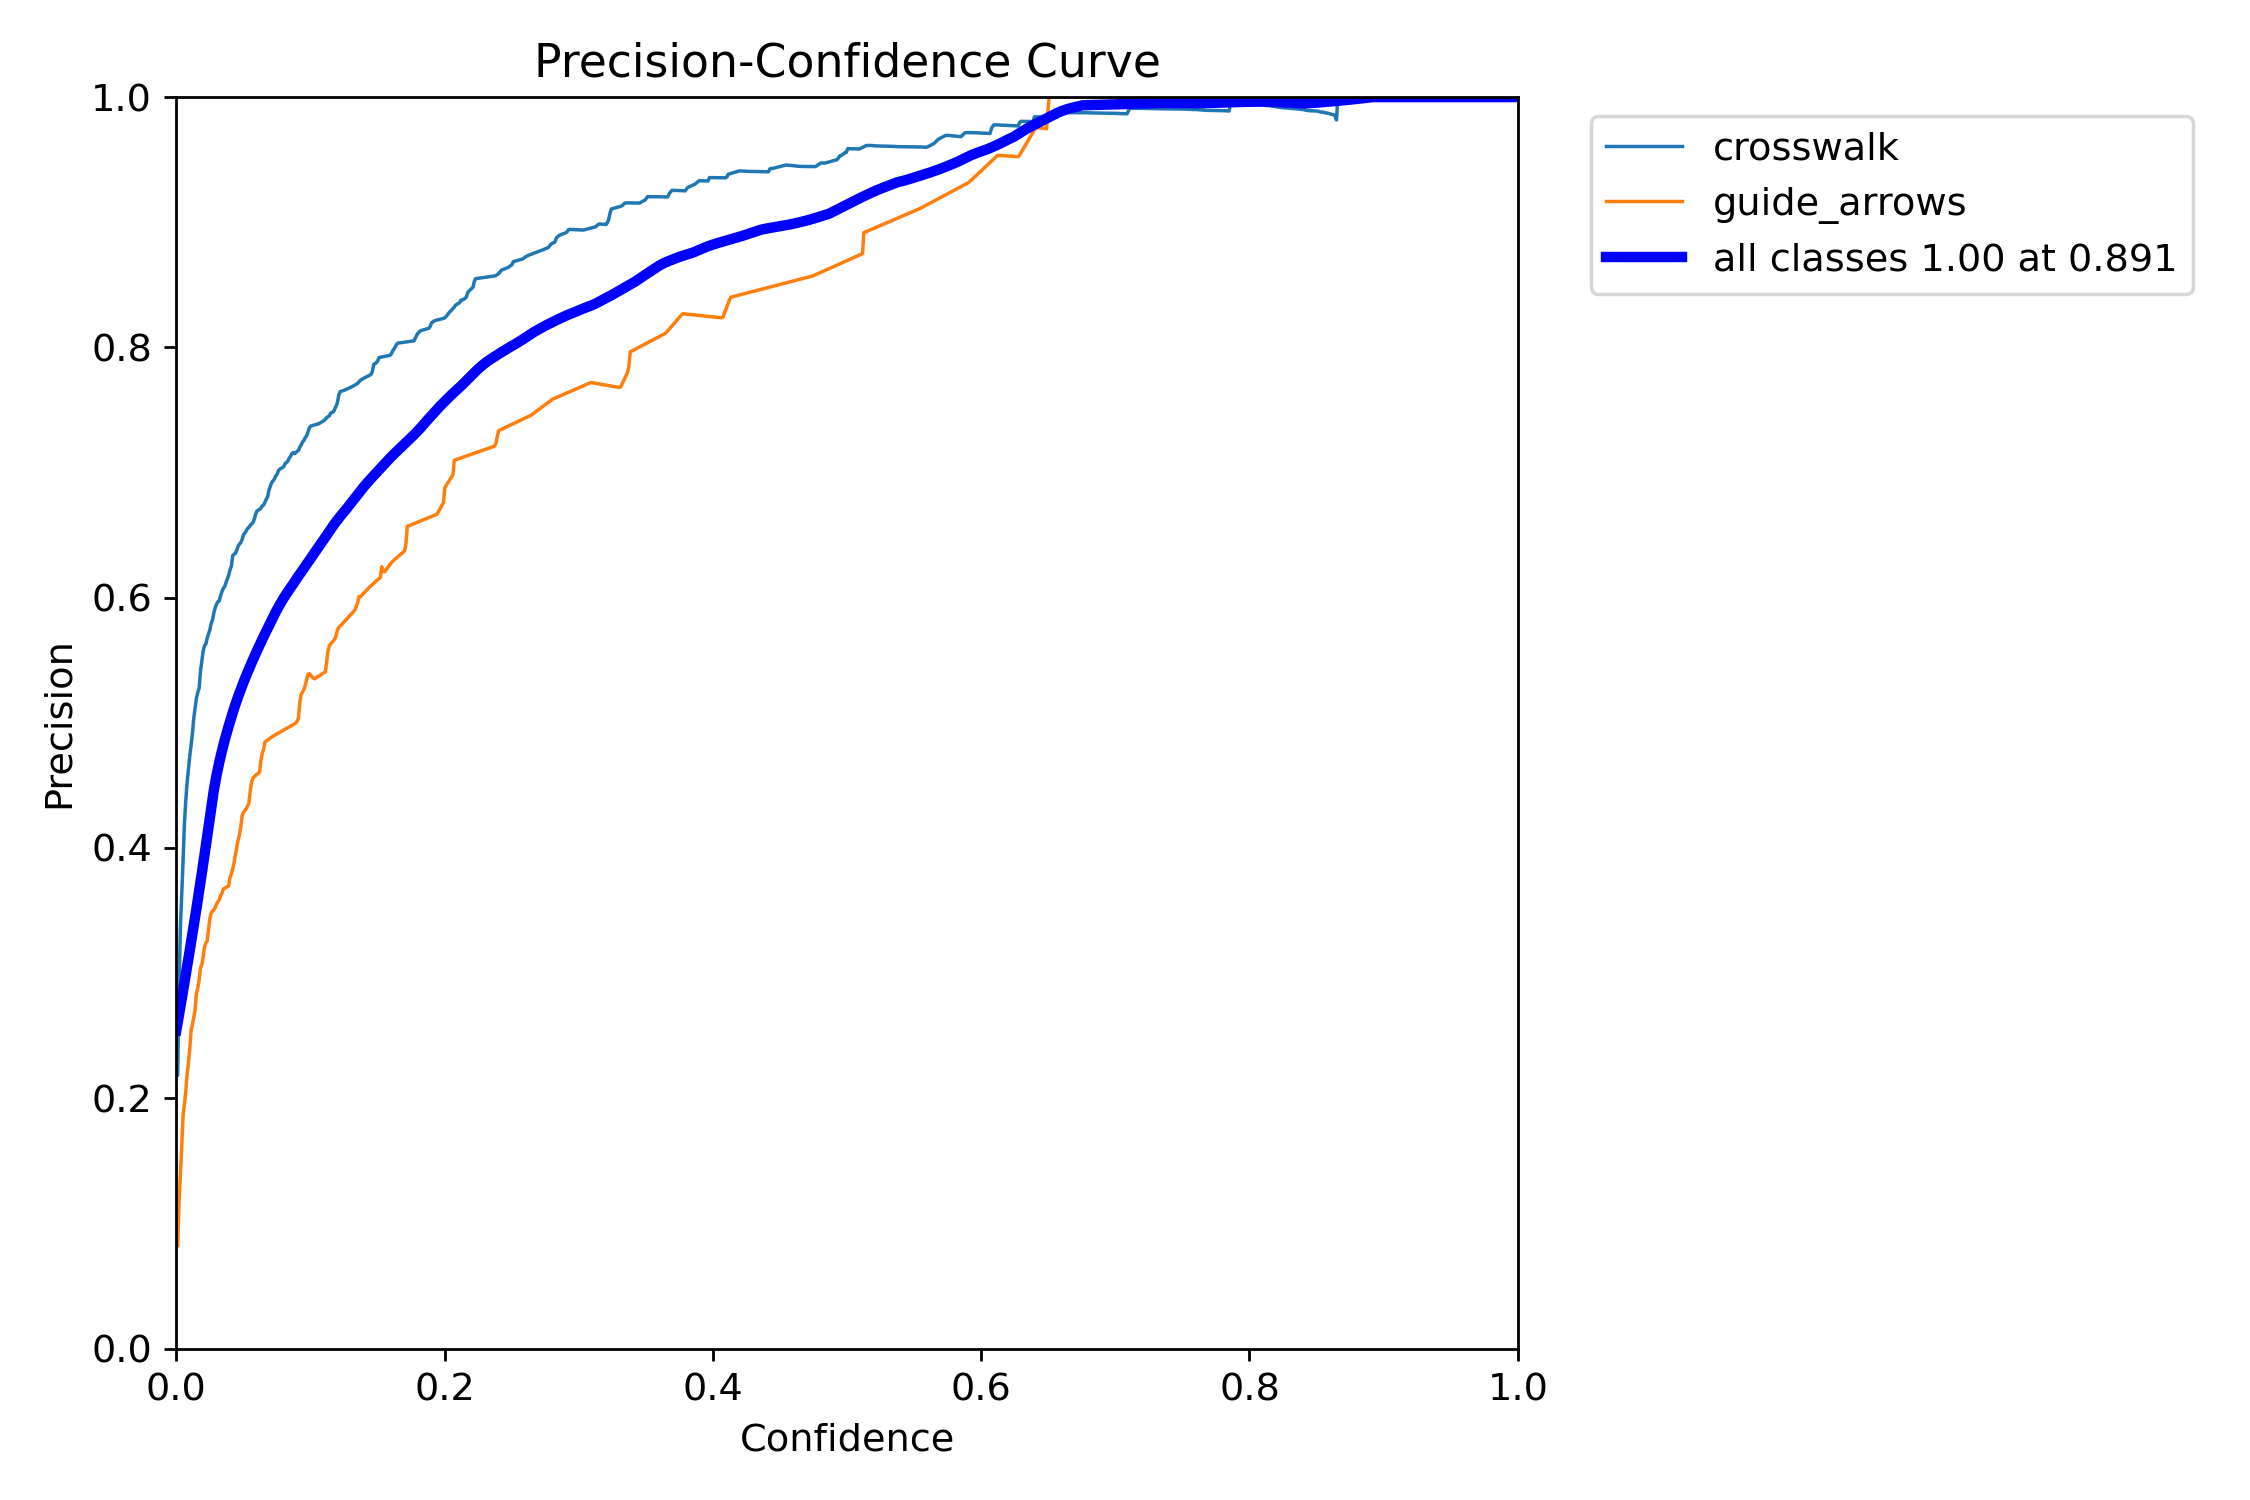 Precision-Confidence Curve
1.0
0.8
0.6
0.4
0.2
0.0
Precision
0.0 0.2 0.4 0.6 0.8 1.0
Confidence
crosswalk
guide_arrows
all classes 1.00 at 0.891